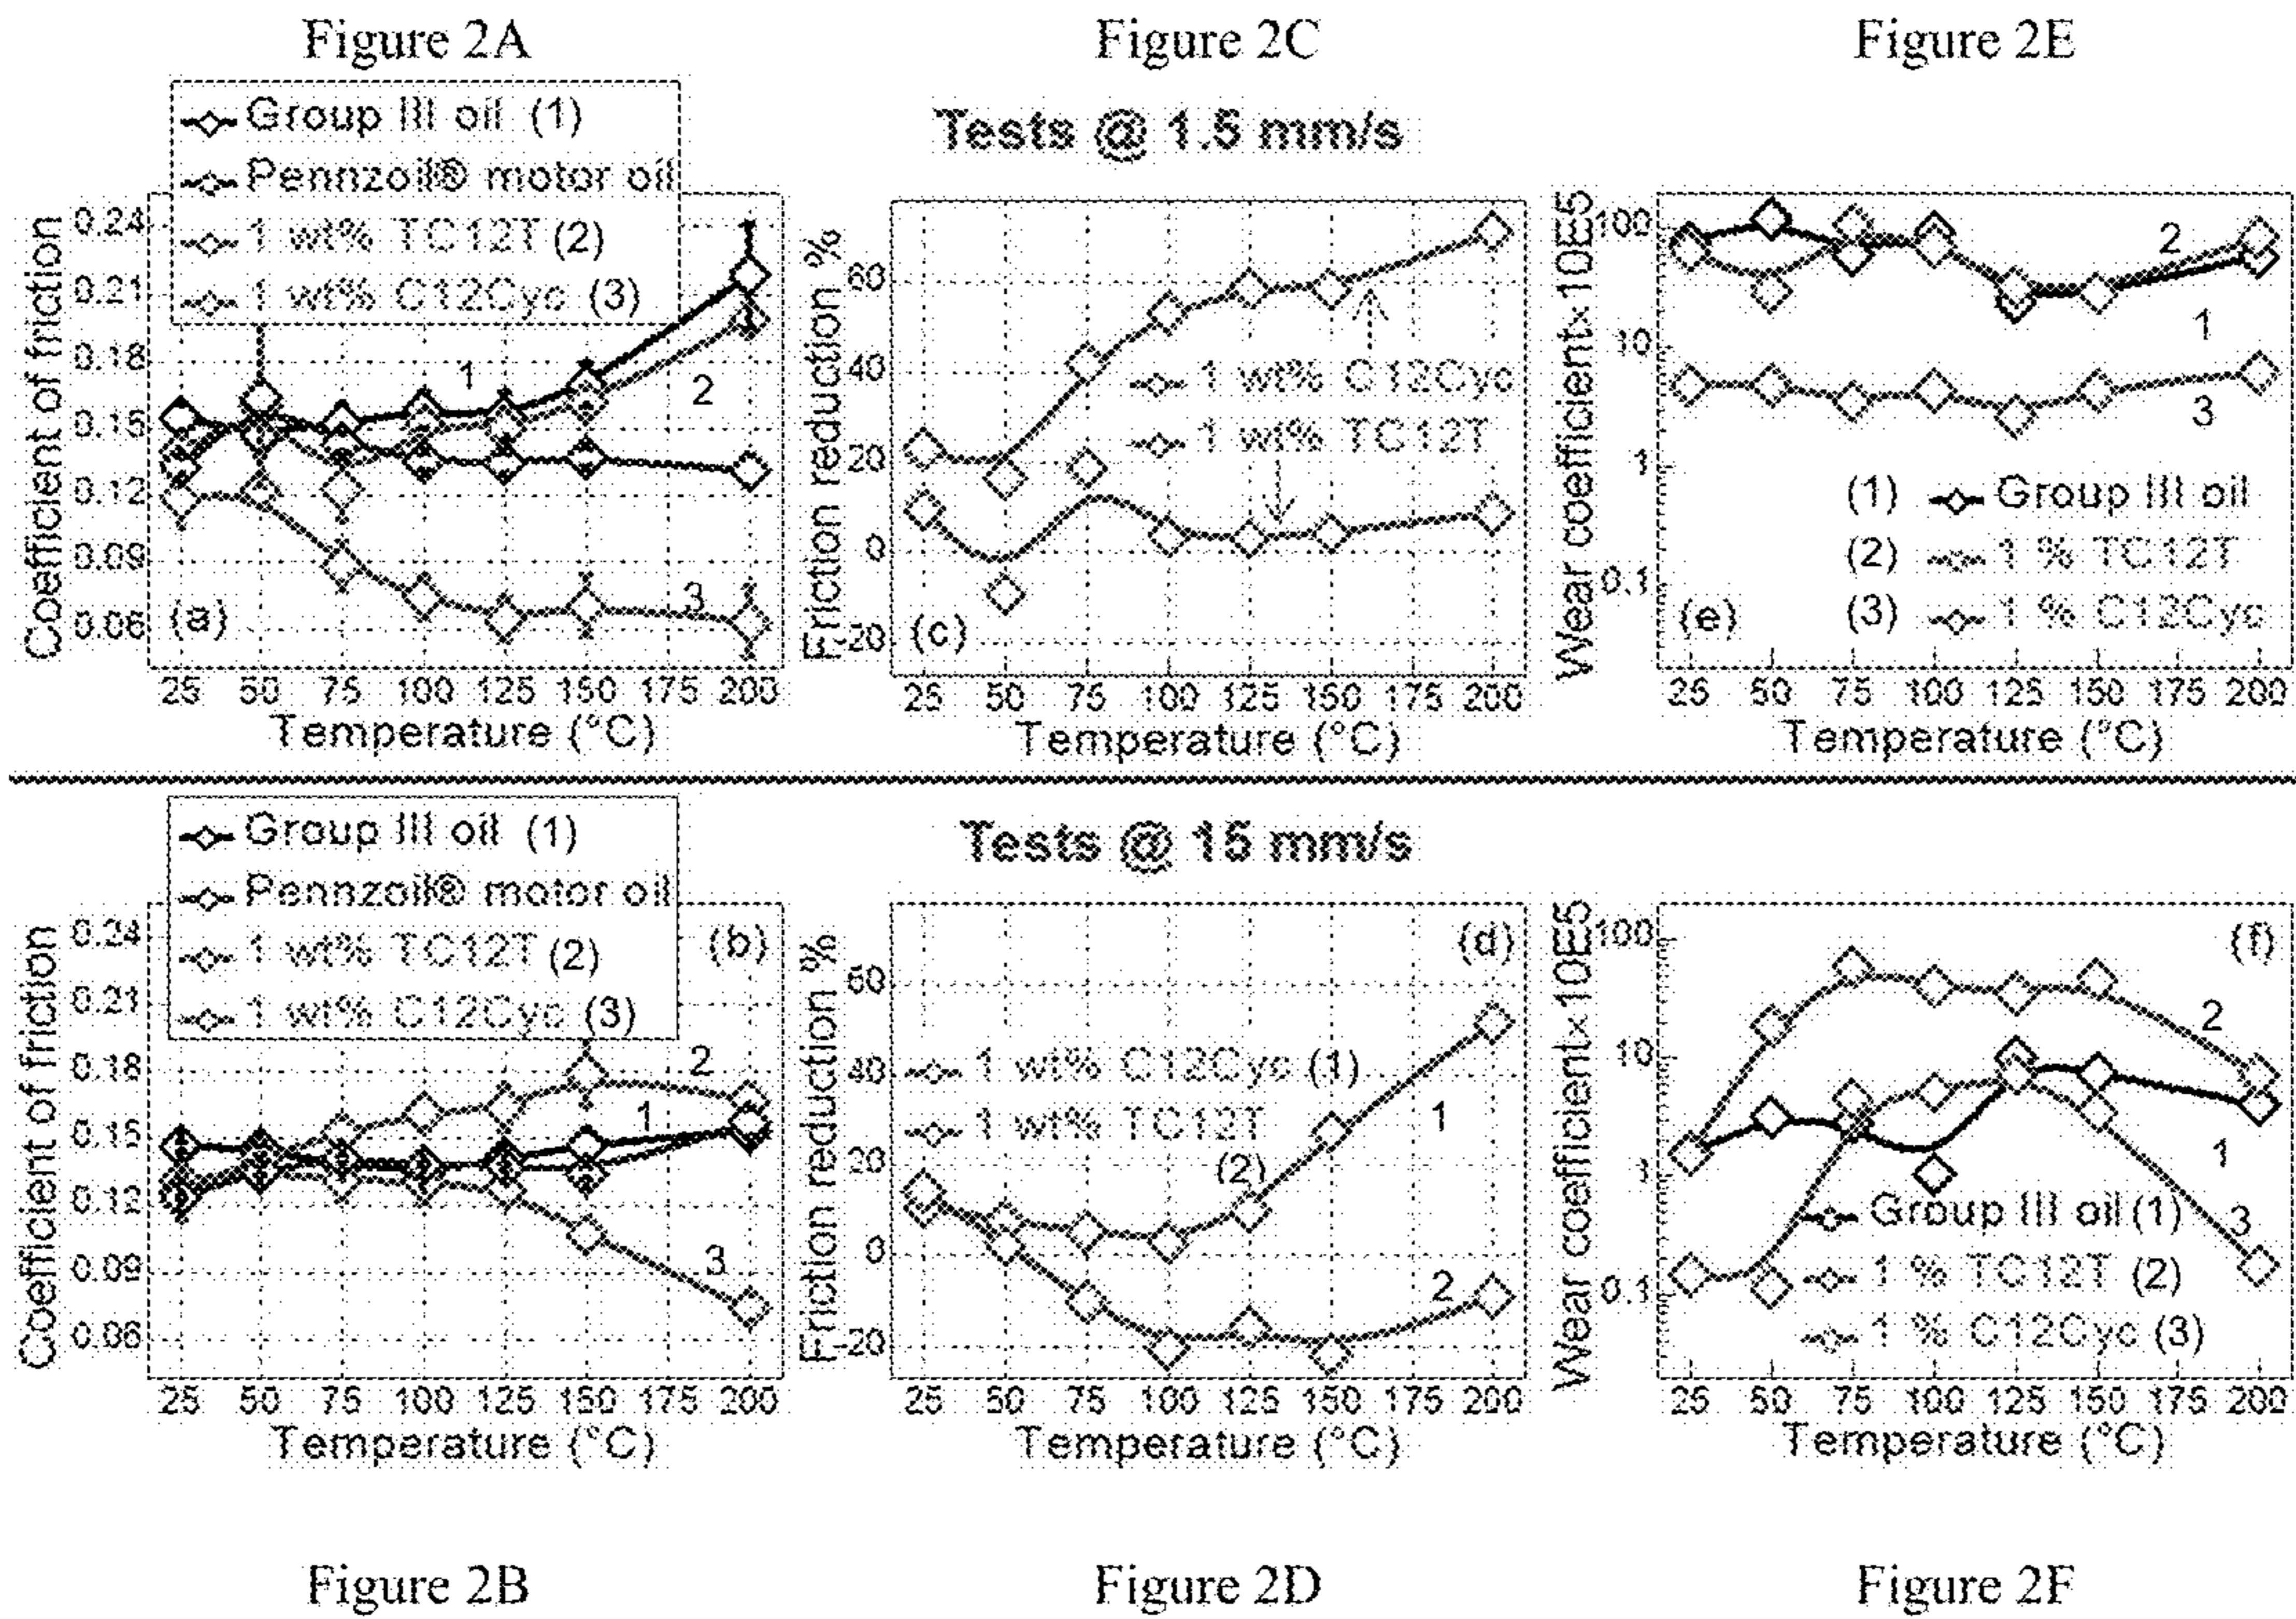 Figure 2A
Group III oil (1)
Pennzoil® motor oil
1 wt% TC12T (2)
1 wt% C12Cyc (3)
Coefficient of friction
0.24
0.21
0.18
0.15
0.12
0.09
0.06
1
2
3
(a)
25 50 75 100 125 150 175 200
Temperature (°C)
Figure 2C
Tests @ 1.5 mm/s
Friction reduction %
60
40
20
0
-20
1 wt% C12Cyc
1 wt% TC12T
(c)
25 50 75 100 125 150 175 200
Temperature (°C)
Figure 2E
Wear coefficient×10E5
100
10
1
0.1
2
1
3
(1) Group III oil
(2) 1 % TC12T
(3) 1 % C12Cyc
(e)
25 50 75 100 125 150 175 200
Temperature (°C)
Group III oil (1)
Pennzoil® motor oil
1 wt% TC12T (2)
1 wt% C12Cyc (3)
(b)
Coefficient of friction
0.24
0.21
0.18
0.15
0.12
0.09
0.06
2
1
3
25 50 75 100 125 150 175 200
Temperature (°C)
Figure 2B
Tests @ 15 mm/s
(d)
Friction reduction %
60
40
20
0
-20
1 wt% C12Cyc (1)
1 wt% TC12T
(2)
1
2
25 50 75 100 125 150 175 200
Temperature (°C)
Figure 2D
(f)
Wear coefficient×10E5
100
10
1
0.1
2
1
3
Group III oil (1)
1 % TC12T (2)
1 % C12Cyc (3)
25 50 75 100 125 150 175 200
Temperature (°C)
Figure 2F